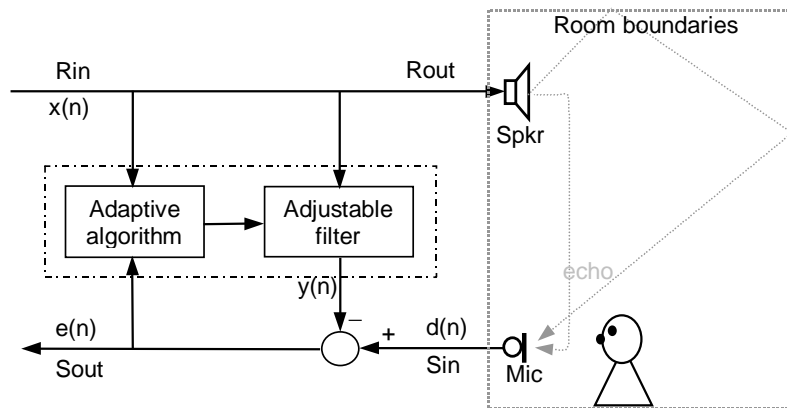 Room boundaries
Rin
Rout
x(n)
Spkr
Adaptive
algorithm
Adjustable
filter
echo
y(n)
e(n)
−
+
d(n)
Sout
Sin
Mic